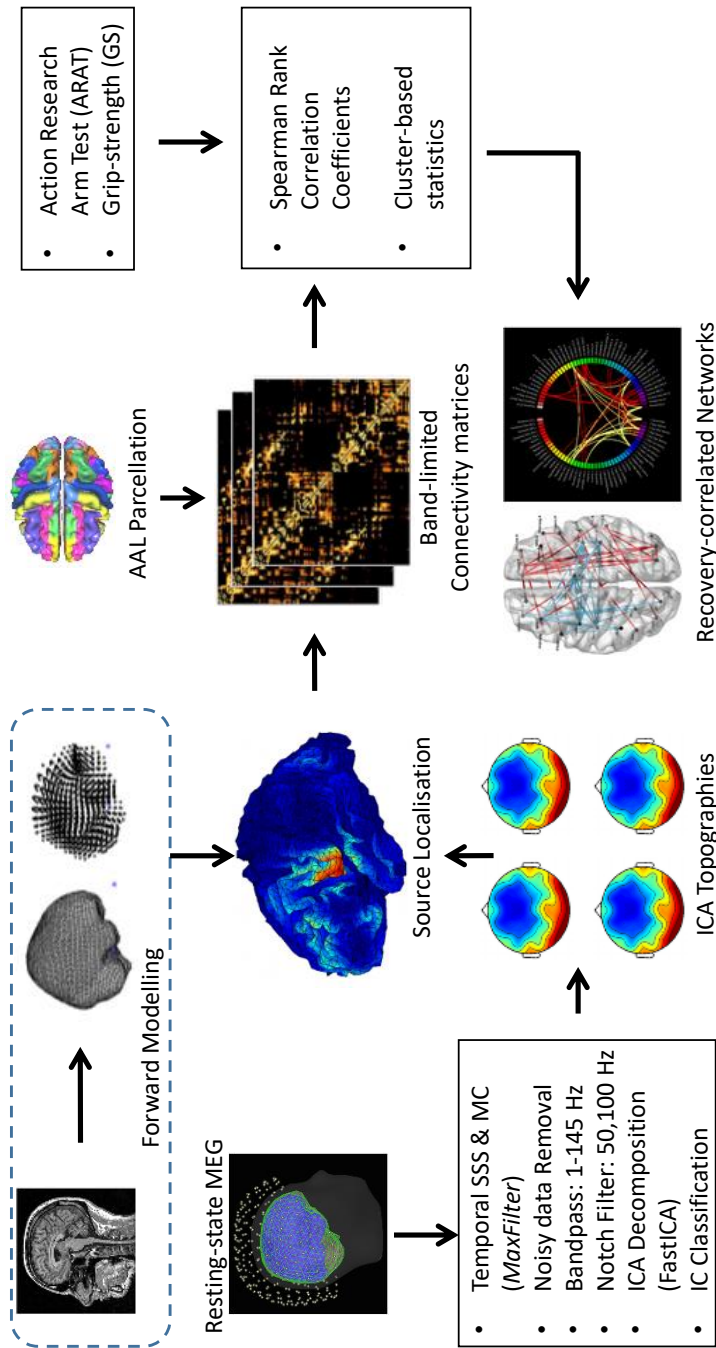 Forward Modelling
Resting-state MEG
• Temporal SSS & MC
(MaxFilter)
• Noisy data Removal
• Bandpass: 1-145 Hz
• Notch Filter: 50,100 Hz
• ICA Decomposition
(FastICA)
• IC Classification
Source Localisation
ICA Topographies
AAL Parcellation
Band-limited
Connectivity matrices
• Action Research
Arm Test (ARAT)
• Grip-strength (GS)
• Spearman Rank
Correlation
Coefficients
• Cluster-based
statistics
Recovery-correlated Networks